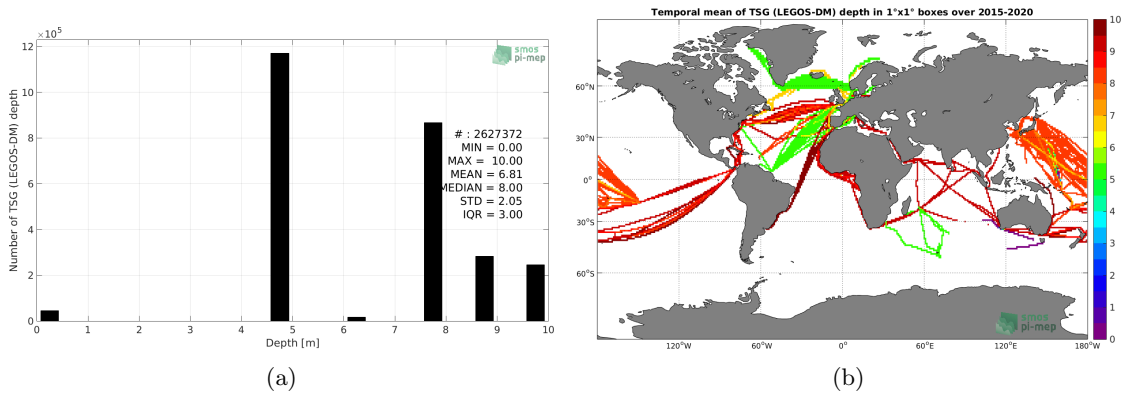 Number of TSG (LEGOS-DM) depth
×10⁵
12
10
8
6
4
2
0
smos
pi-mep
# : 2627372
MIN = 0.00
MAX = 10.00
MEAN = 6.81
MEDIAN = 8.00
STD = 2.05
IQR = 3.00
0 1 2 3 4 5 6 7 8 9 10
Depth [m]
(a)
Temporal mean of TSG (LEGOS-DM) depth in 1°x1° boxes over 2015-2020
60°N
30°N
0°
30°S
60°S
120°W 60°W 0° 60°E 120°E 180°W
smos
pi-mep
10
9
8
7
6
5
4
3
2
1
0
(b)